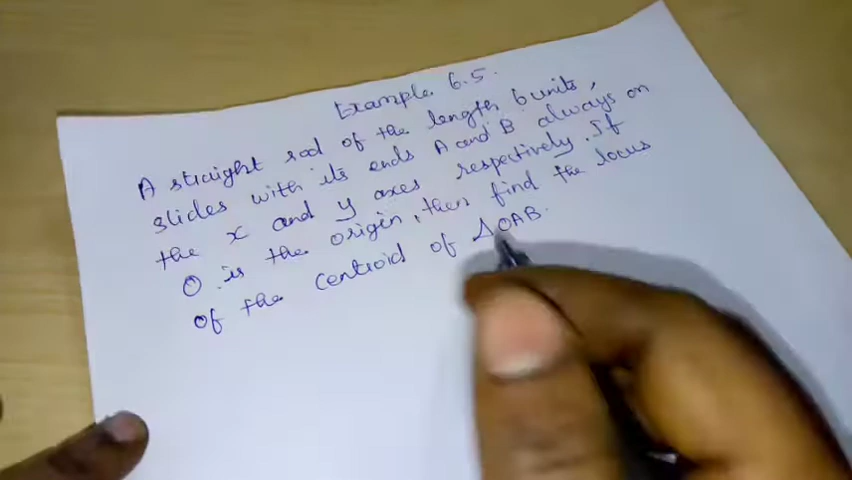 Example 6.5.
A straight rod of the length 6 units,
slides with its ends A and B always on
the x and y axes respectively. If
O is the origin, then find the locus
of the centroid of ΔOAB.